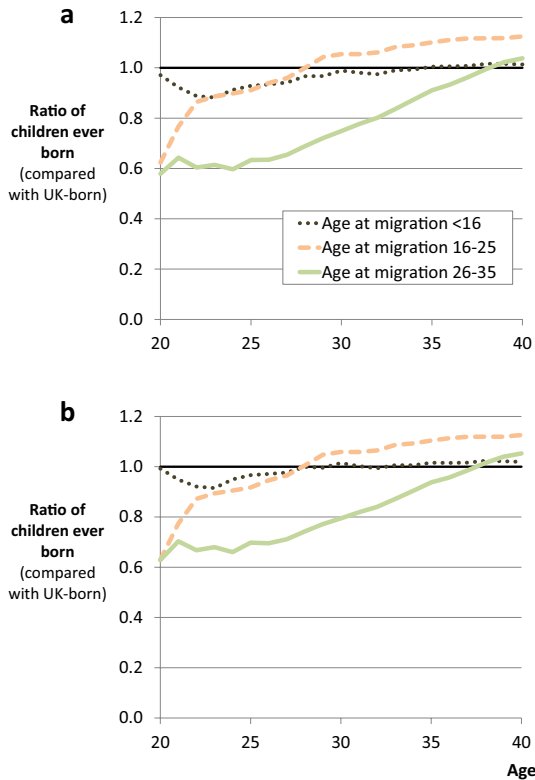 a
1.2
1.0
0.8
0.6
0.4
0.2
0.0
Ratio of
children ever
born
(compared
with UK-born)
Age at migration <16
Age at migration 16-25
Age at migration 26-35
20 25 30 35 40
b
1.2
1.0
0.8
0.6
0.4
0.2
0.0
Ratio of
children ever
born
(compared
with UK-born)
20 25 30 35 40
Age